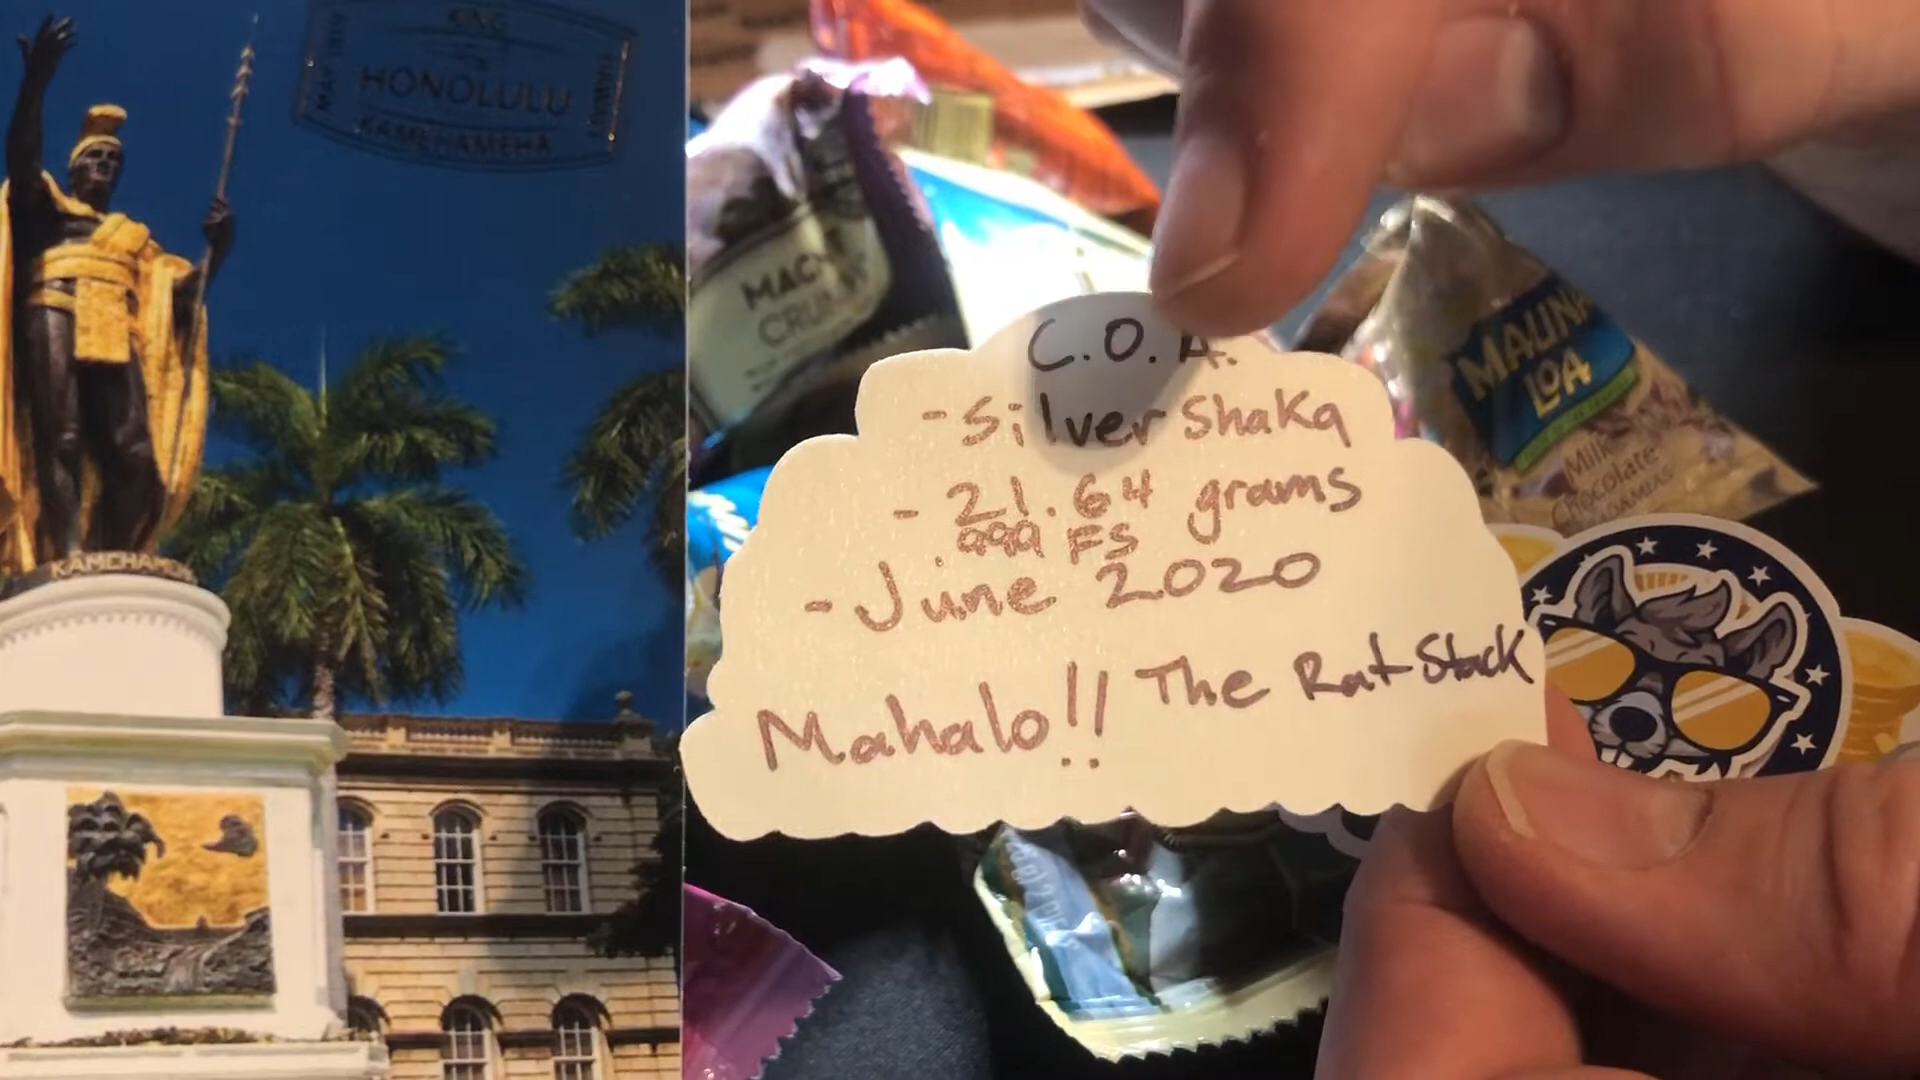 HONOLULU
KAMEHAMEHA
C.O.A.
- Silver Shaka
- 21.64 grams
.999 FS
- June 2020
Mahalo!! The Rat Stack
MAUNA
LOA
Milk
Chocolate